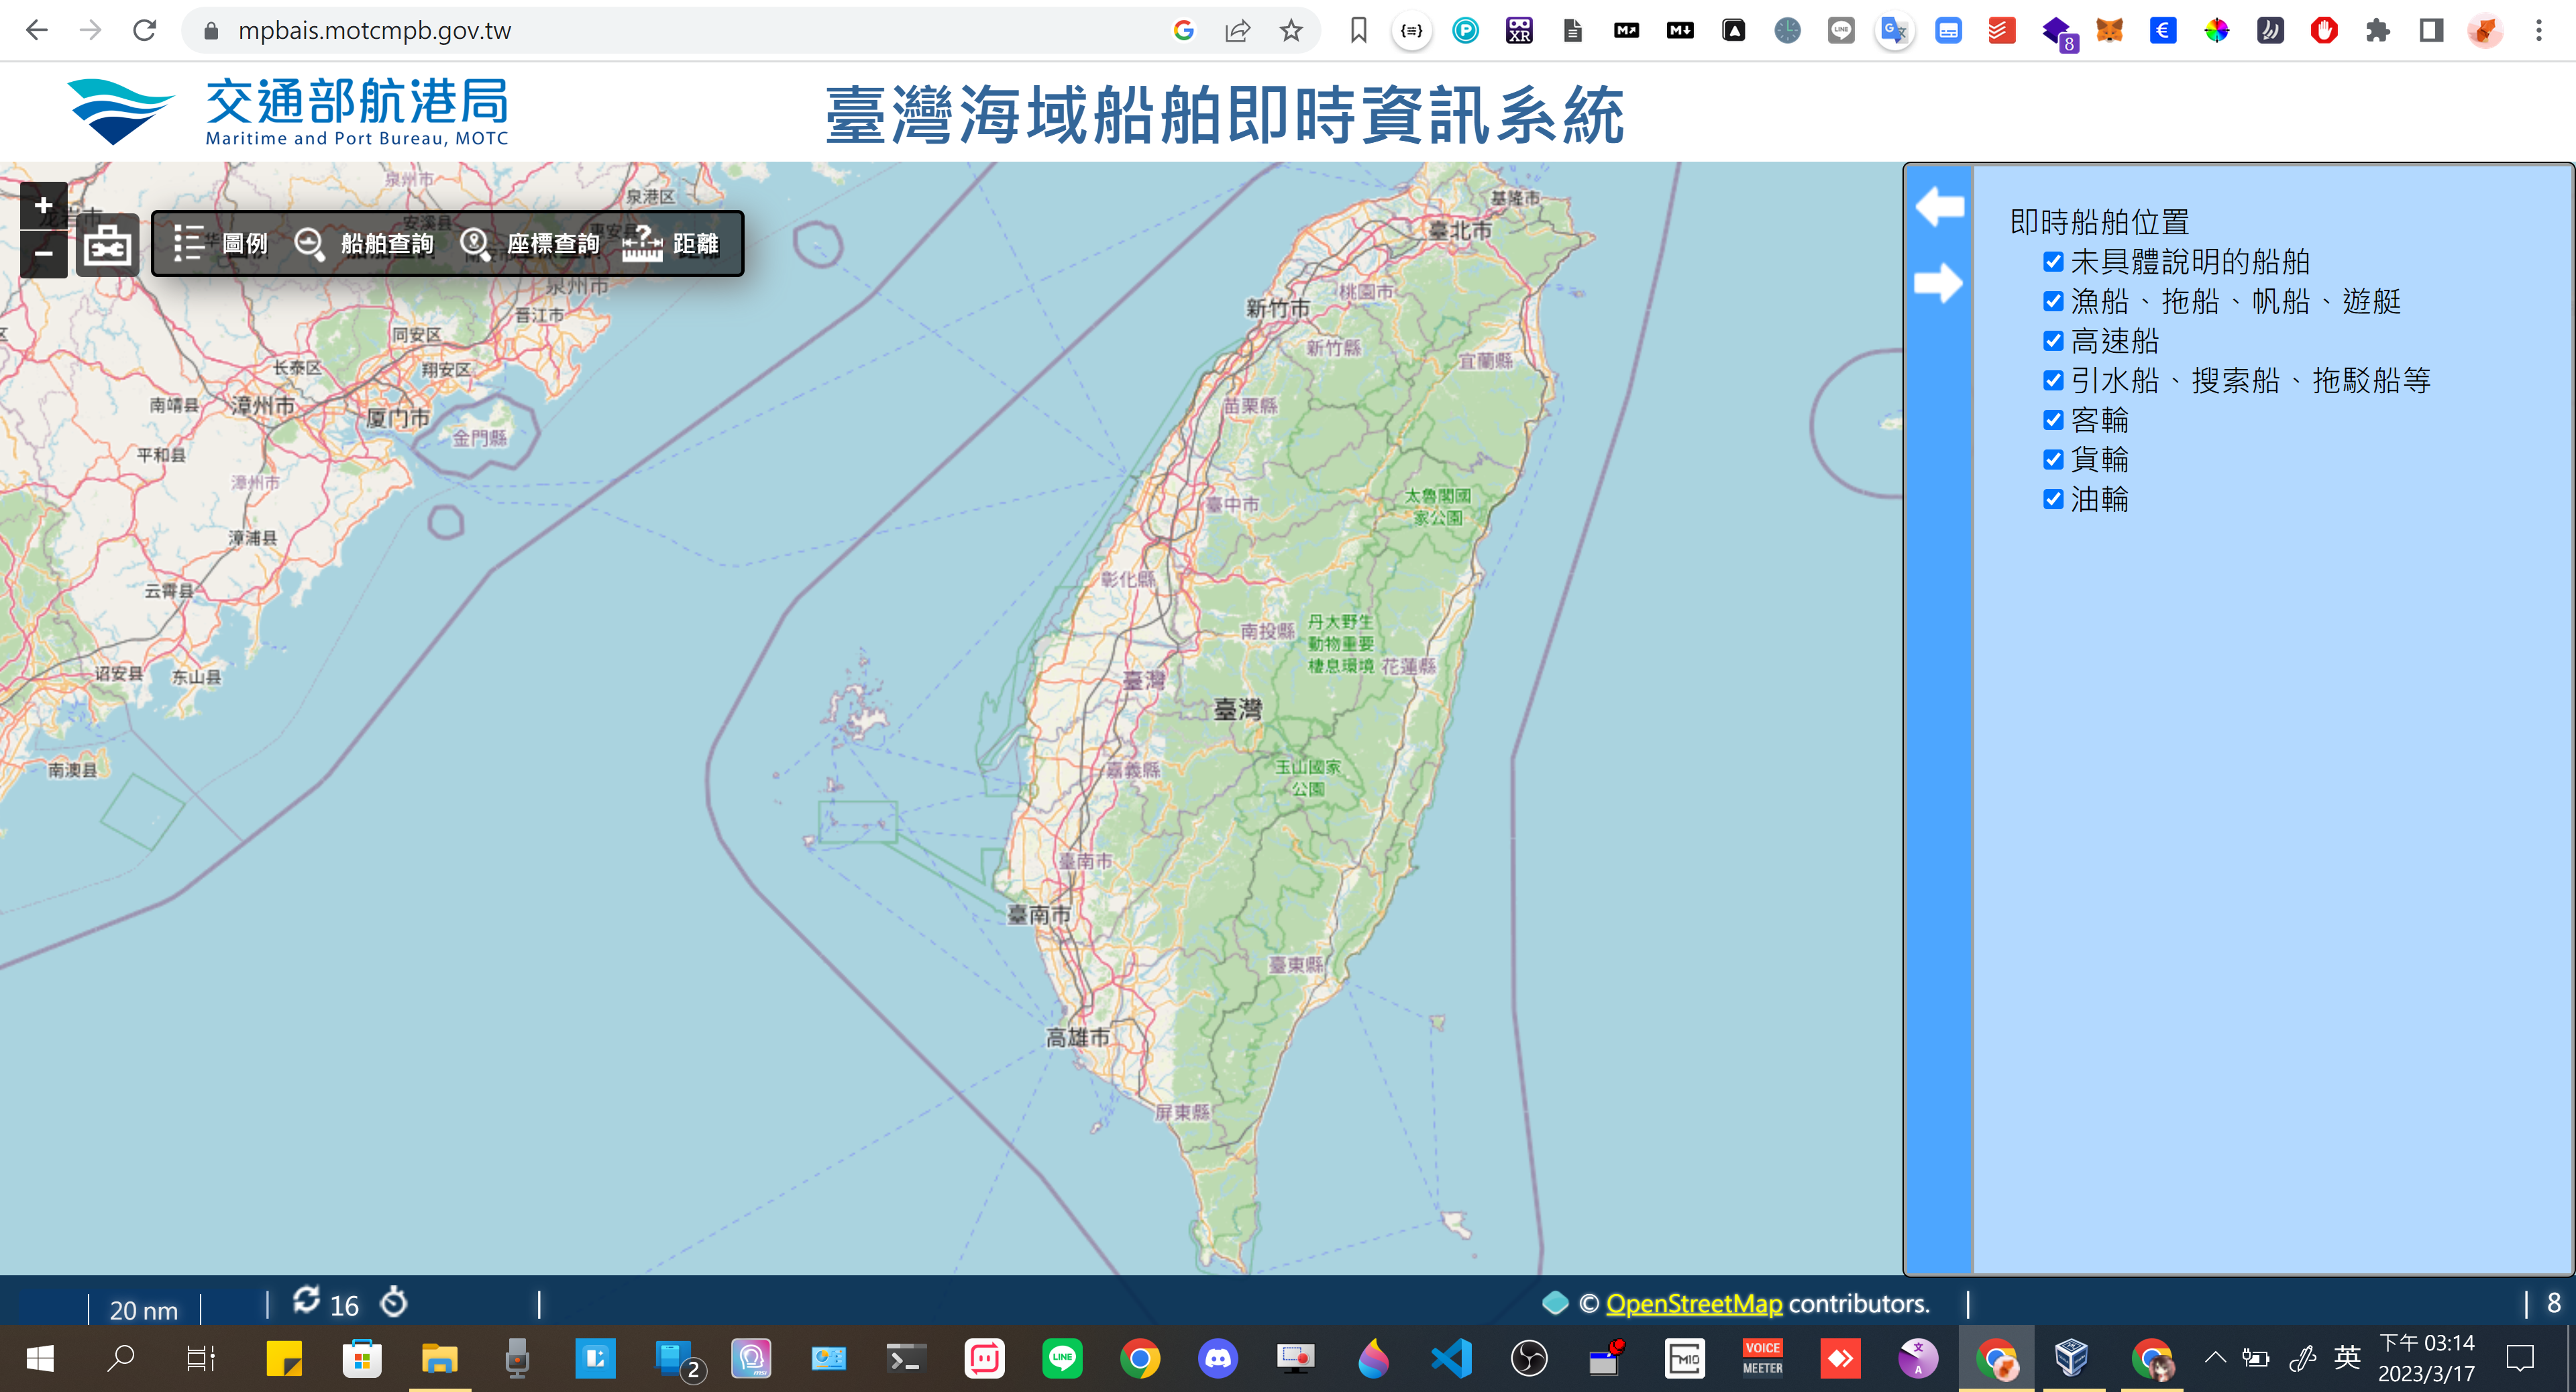 mpbais.motcmpb.gov.tw
8
交通部航港局
Maritime and Port Bureau, MOTC
臺灣海域船舶即時資訊系統
圖例
船舶查詢
座標查詢
距離
泉州市
泉港区
龙岩市
安溪县
惠安县
泉州市
晋江市
同安区
长泰区
翔安区
南靖县
漳州市
厦门市
金門縣
平和县
漳州市
漳浦县
云霄县
诏安县
东山县
南澳县
基隆市
臺北市
桃園市
新竹市
新竹縣
宜蘭縣
苗栗縣
太魯閣國
家公園
臺中市
彰化縣
南投縣
丹大野生
動物重要
棲息環境
花蓮縣
臺灣
臺灣
嘉義縣
玉山國家
公園
臺南市
臺南市
臺東縣
高雄市
屏東縣
即時船舶位置
未具體說明的船舶
漁船、拖船、帆船、遊艇
高速船
引水船、搜索船、拖駁船等
客輪
貨輪
油輪
20 nm
16
© OpenStreetMap contributors.
8
2
LINE
MIO
VOICE
MEETER
英
下午 03:14
2023/3/17